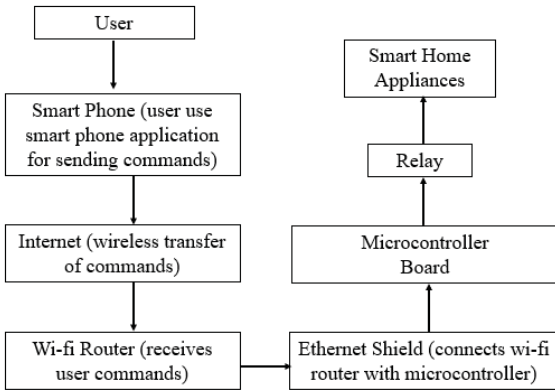 User
Smart Phone (user use
smart phone application
for sending commands)
Internet (wireless transfer
of commands)
Wi-fi Router (receives
user commands)
Ethernet Shield (connects wi-fi
router with microcontroller)
Microcontroller
Board
Relay
Smart Home
Appliances